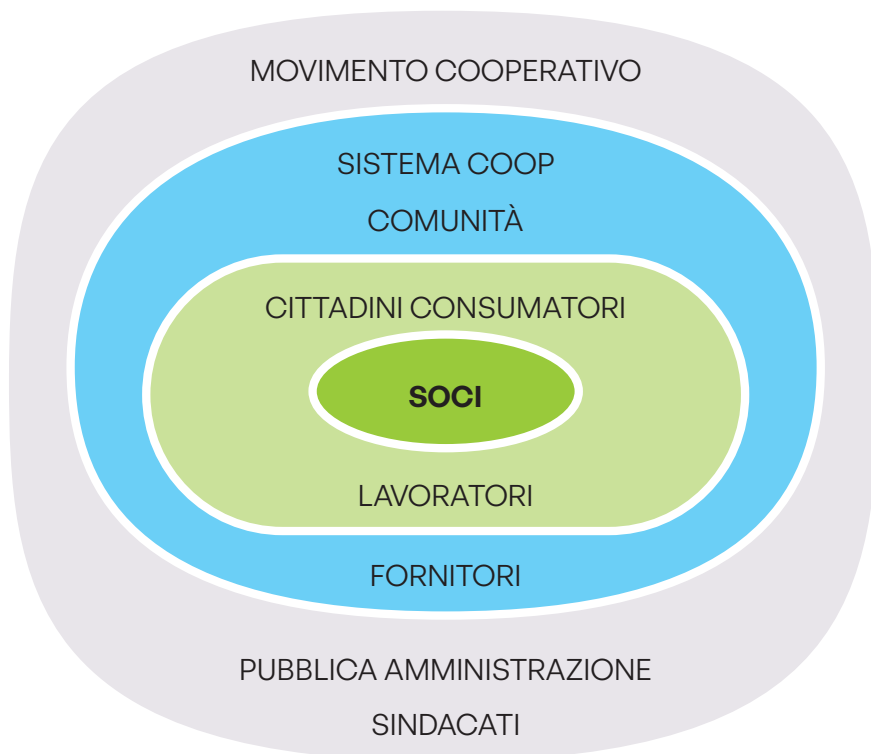 MOVIMENTO COOPERATIVO
SISTEMA COOP
COMUNITÀ
CITTADINI CONSUMATORI
SOCI
LAVORATORI
FORNITORI
PUBBLICA AMMINISTRAZIONE
SINDACATI